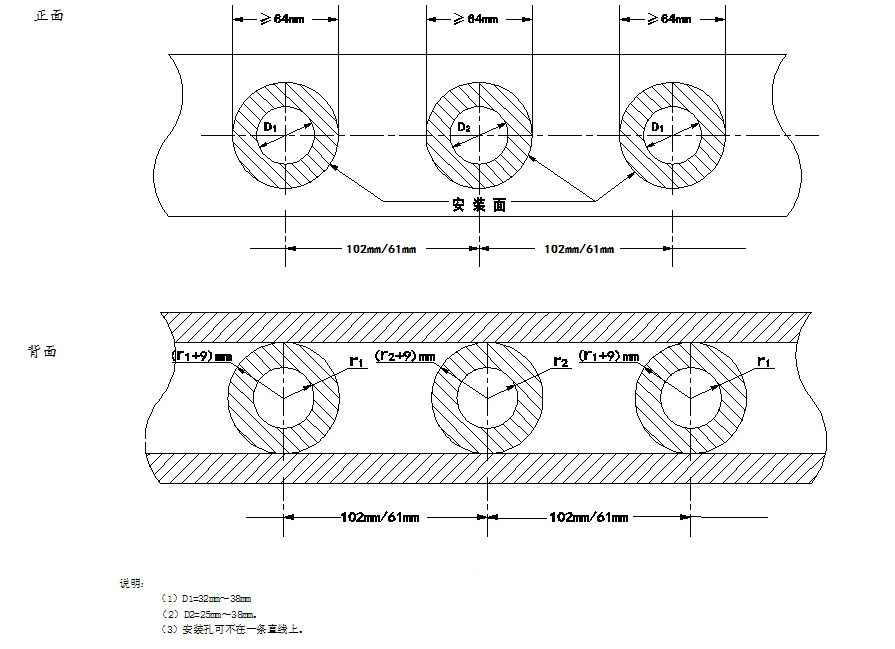 正面
≥64mm ≥64mm ≥64mm
D1 D2 D1
安装面
102mm/61mm 102mm/61mm
背面
(r1+9)mm r1 (r2+9)mm r2 (r1+9)mm r1
102mm/61mm 102mm/61mm
说明:
(1) D1=32mm～38mm
(2) D2=25mm～38mm.
(3) 安装孔可不在一条直线上.